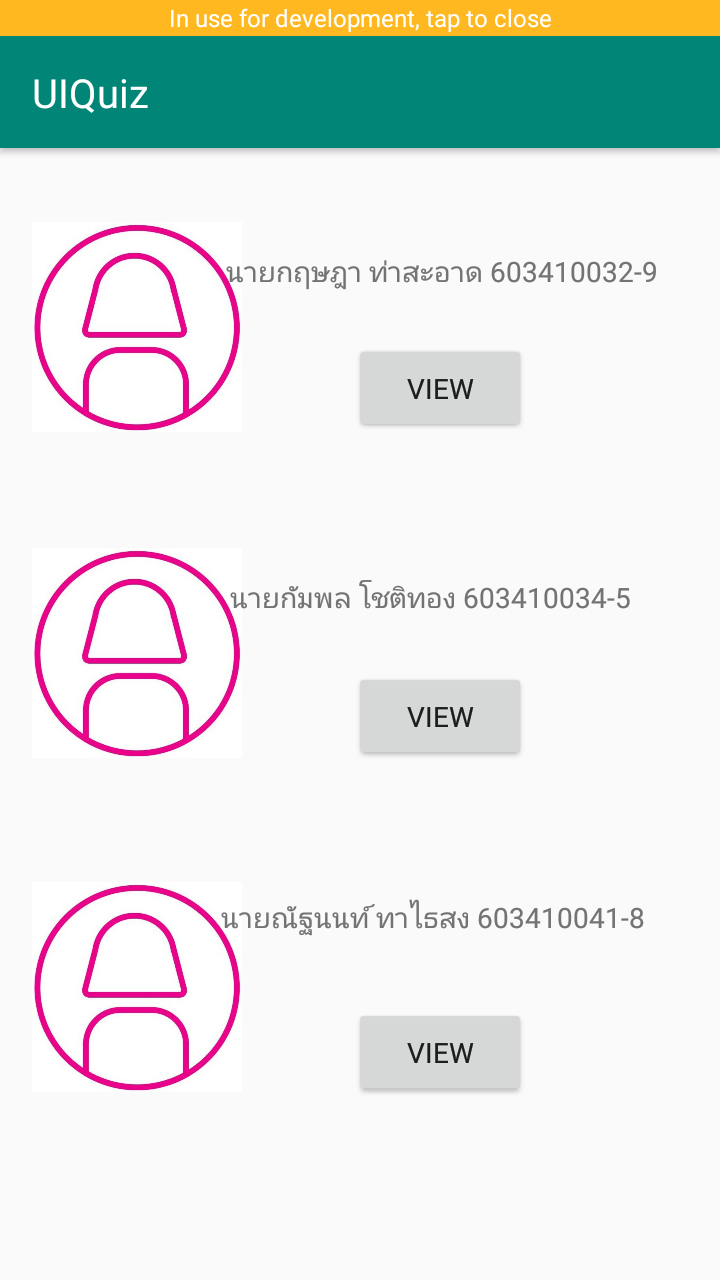 In use for development, tap to close
UIQuiz
นายกฤษฎา ท่าสะอาด 603410032-9
VIEW
นายกัมพล โชติทอง 603410034-5
VIEW
นายณัฐนนท์ ทาไธสง 603410041-8
VIEW